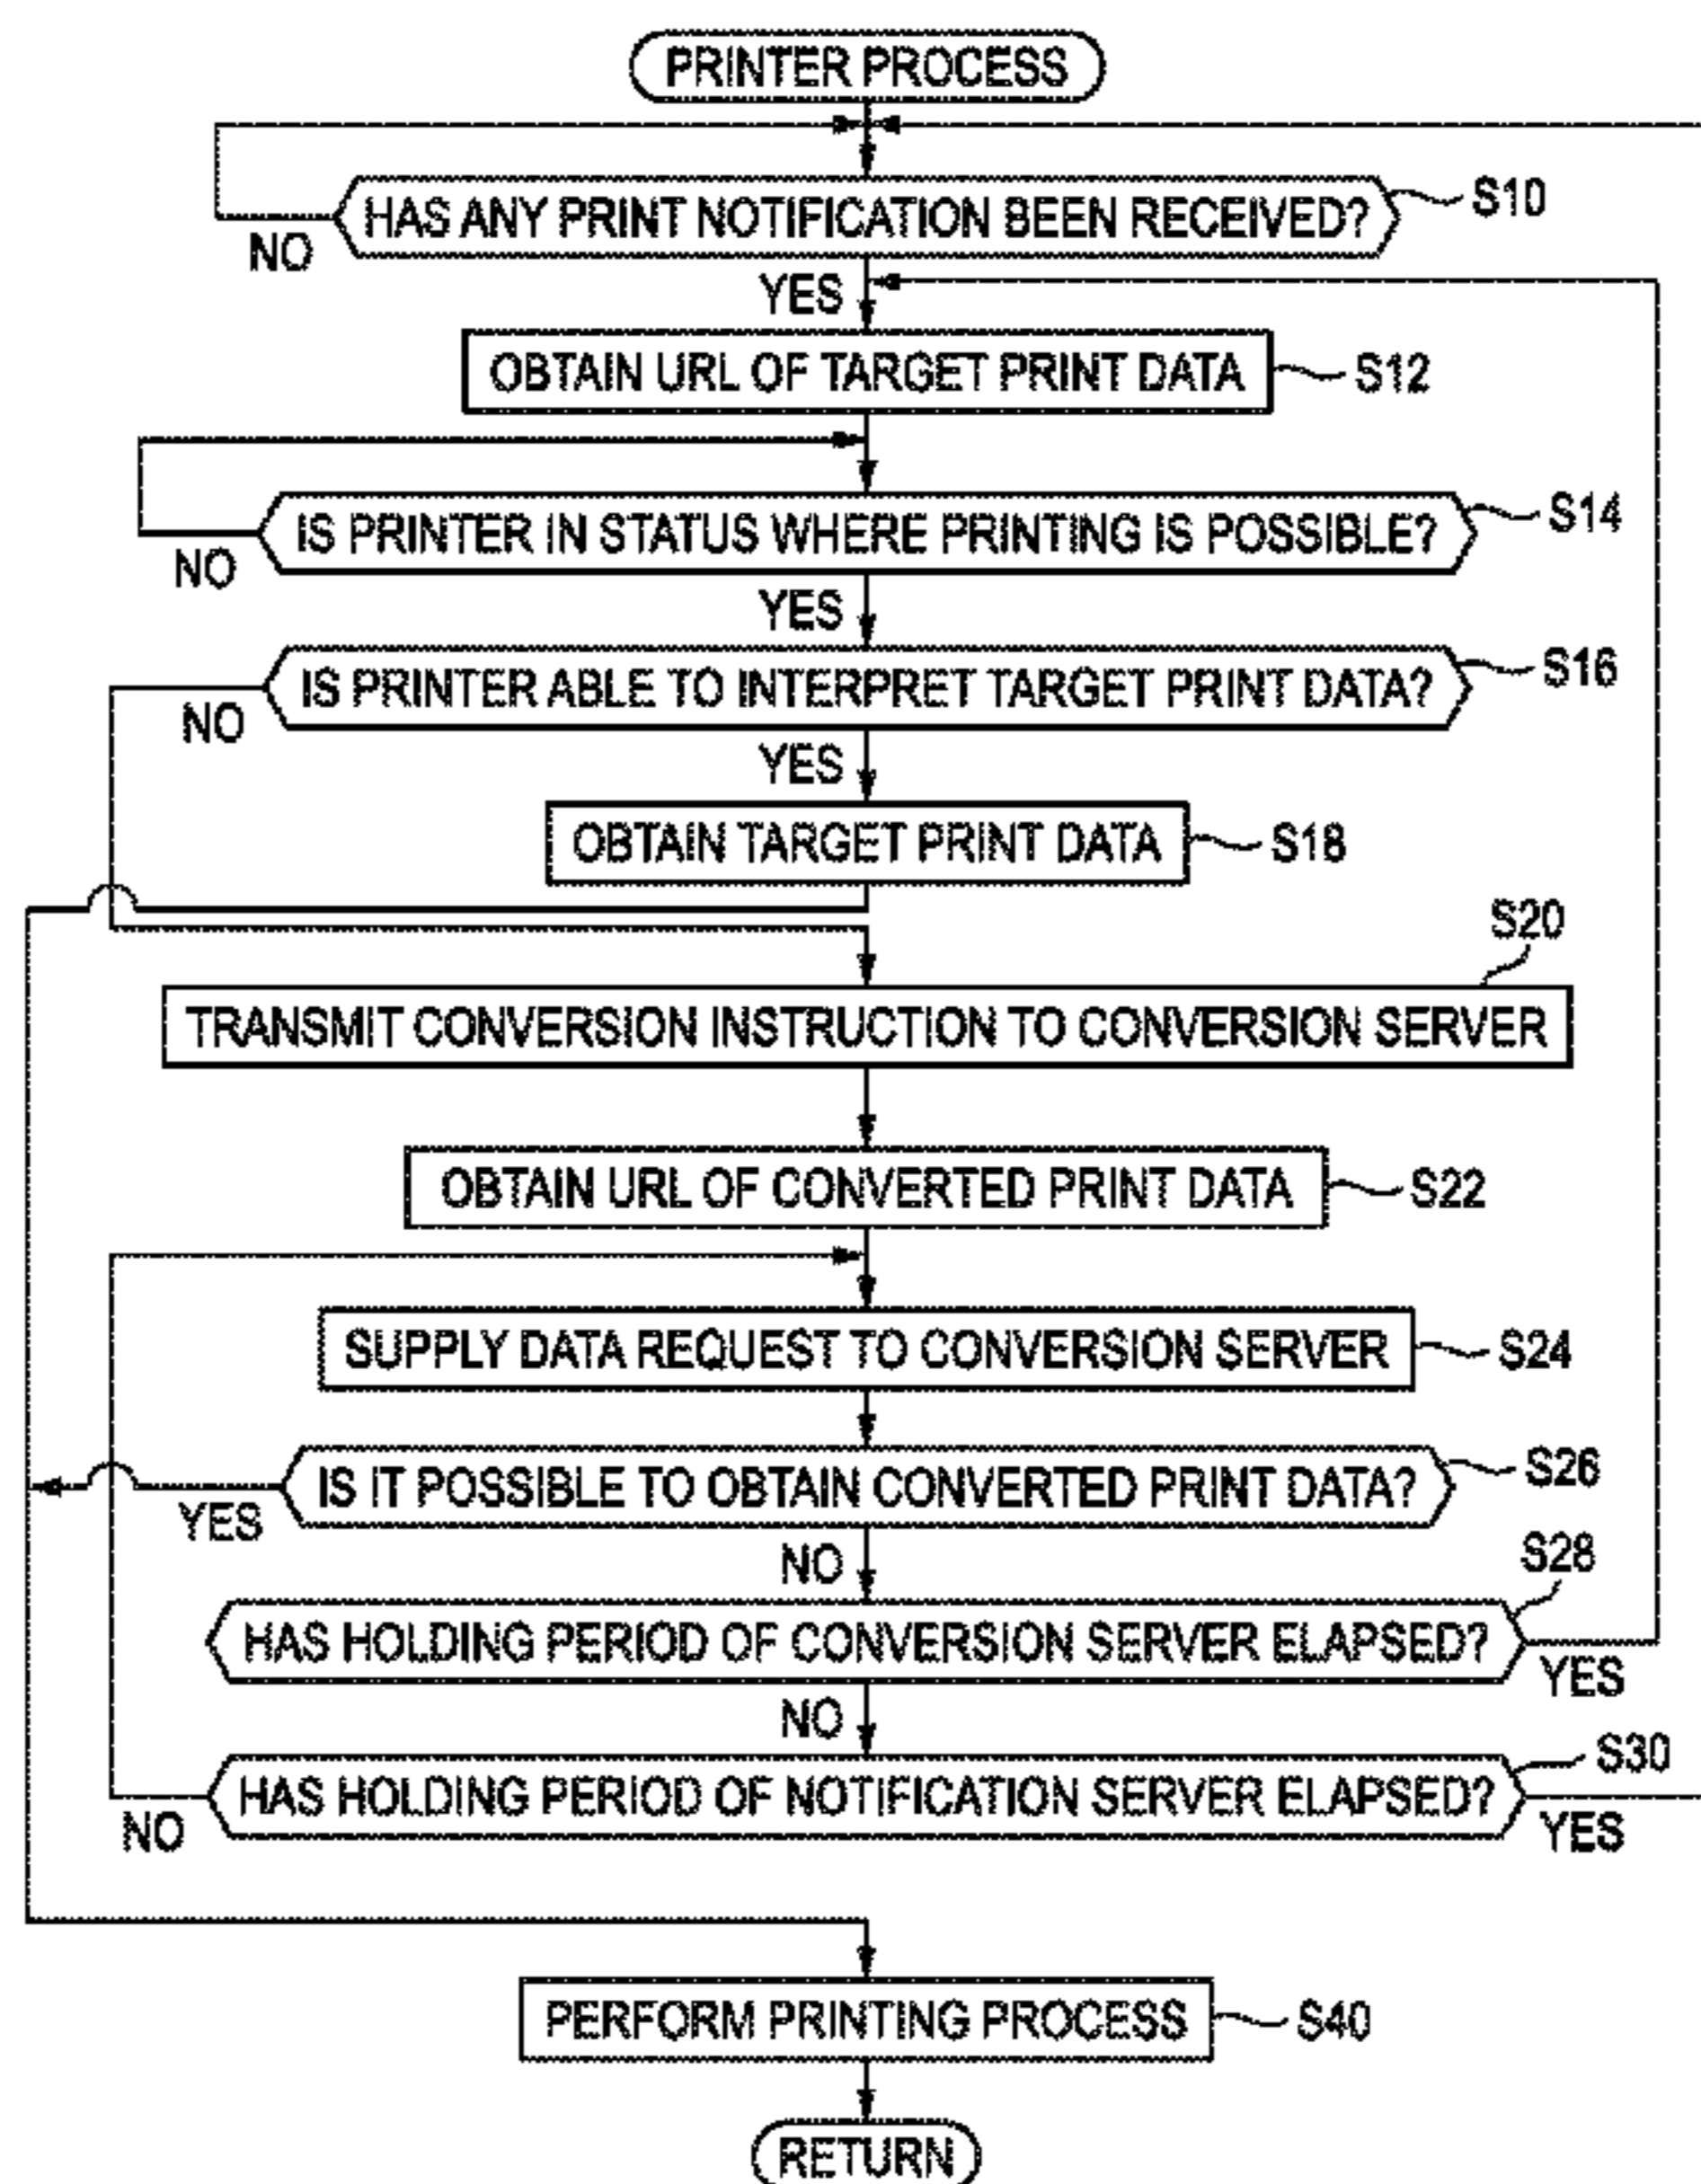 PRINTER PROCESS
HAS ANY PRINT NOTIFICATION BEEN RECEIVED?
S10
NO
YES
OBTAIN URL OF TARGET PRINT DATA
S12
IS PRINTER IN STATUS WHERE PRINTING IS POSSIBLE?
S14
NO
YES
IS PRINTER ABLE TO INTERPRET TARGET PRINT DATA?
S16
NO
YES
OBTAIN TARGET PRINT DATA
S18
S20
TRANSMIT CONVERSION INSTRUCTION TO CONVERSION SERVER
OBTAIN URL OF CONVERTED PRINT DATA
S22
SUPPLY DATA REQUEST TO CONVERSION SERVER
S24
IS IT POSSIBLE TO OBTAIN CONVERTED PRINT DATA?
S26
YES
NO
S28
HAS HOLDING PERIOD OF CONVERSION SERVER ELAPSED?
YES
NO
S30
HAS HOLDING PERIOD OF NOTIFICATION SERVER ELAPSED?
NO
YES
PERFORM PRINTING PROCESS
S40
RETURN